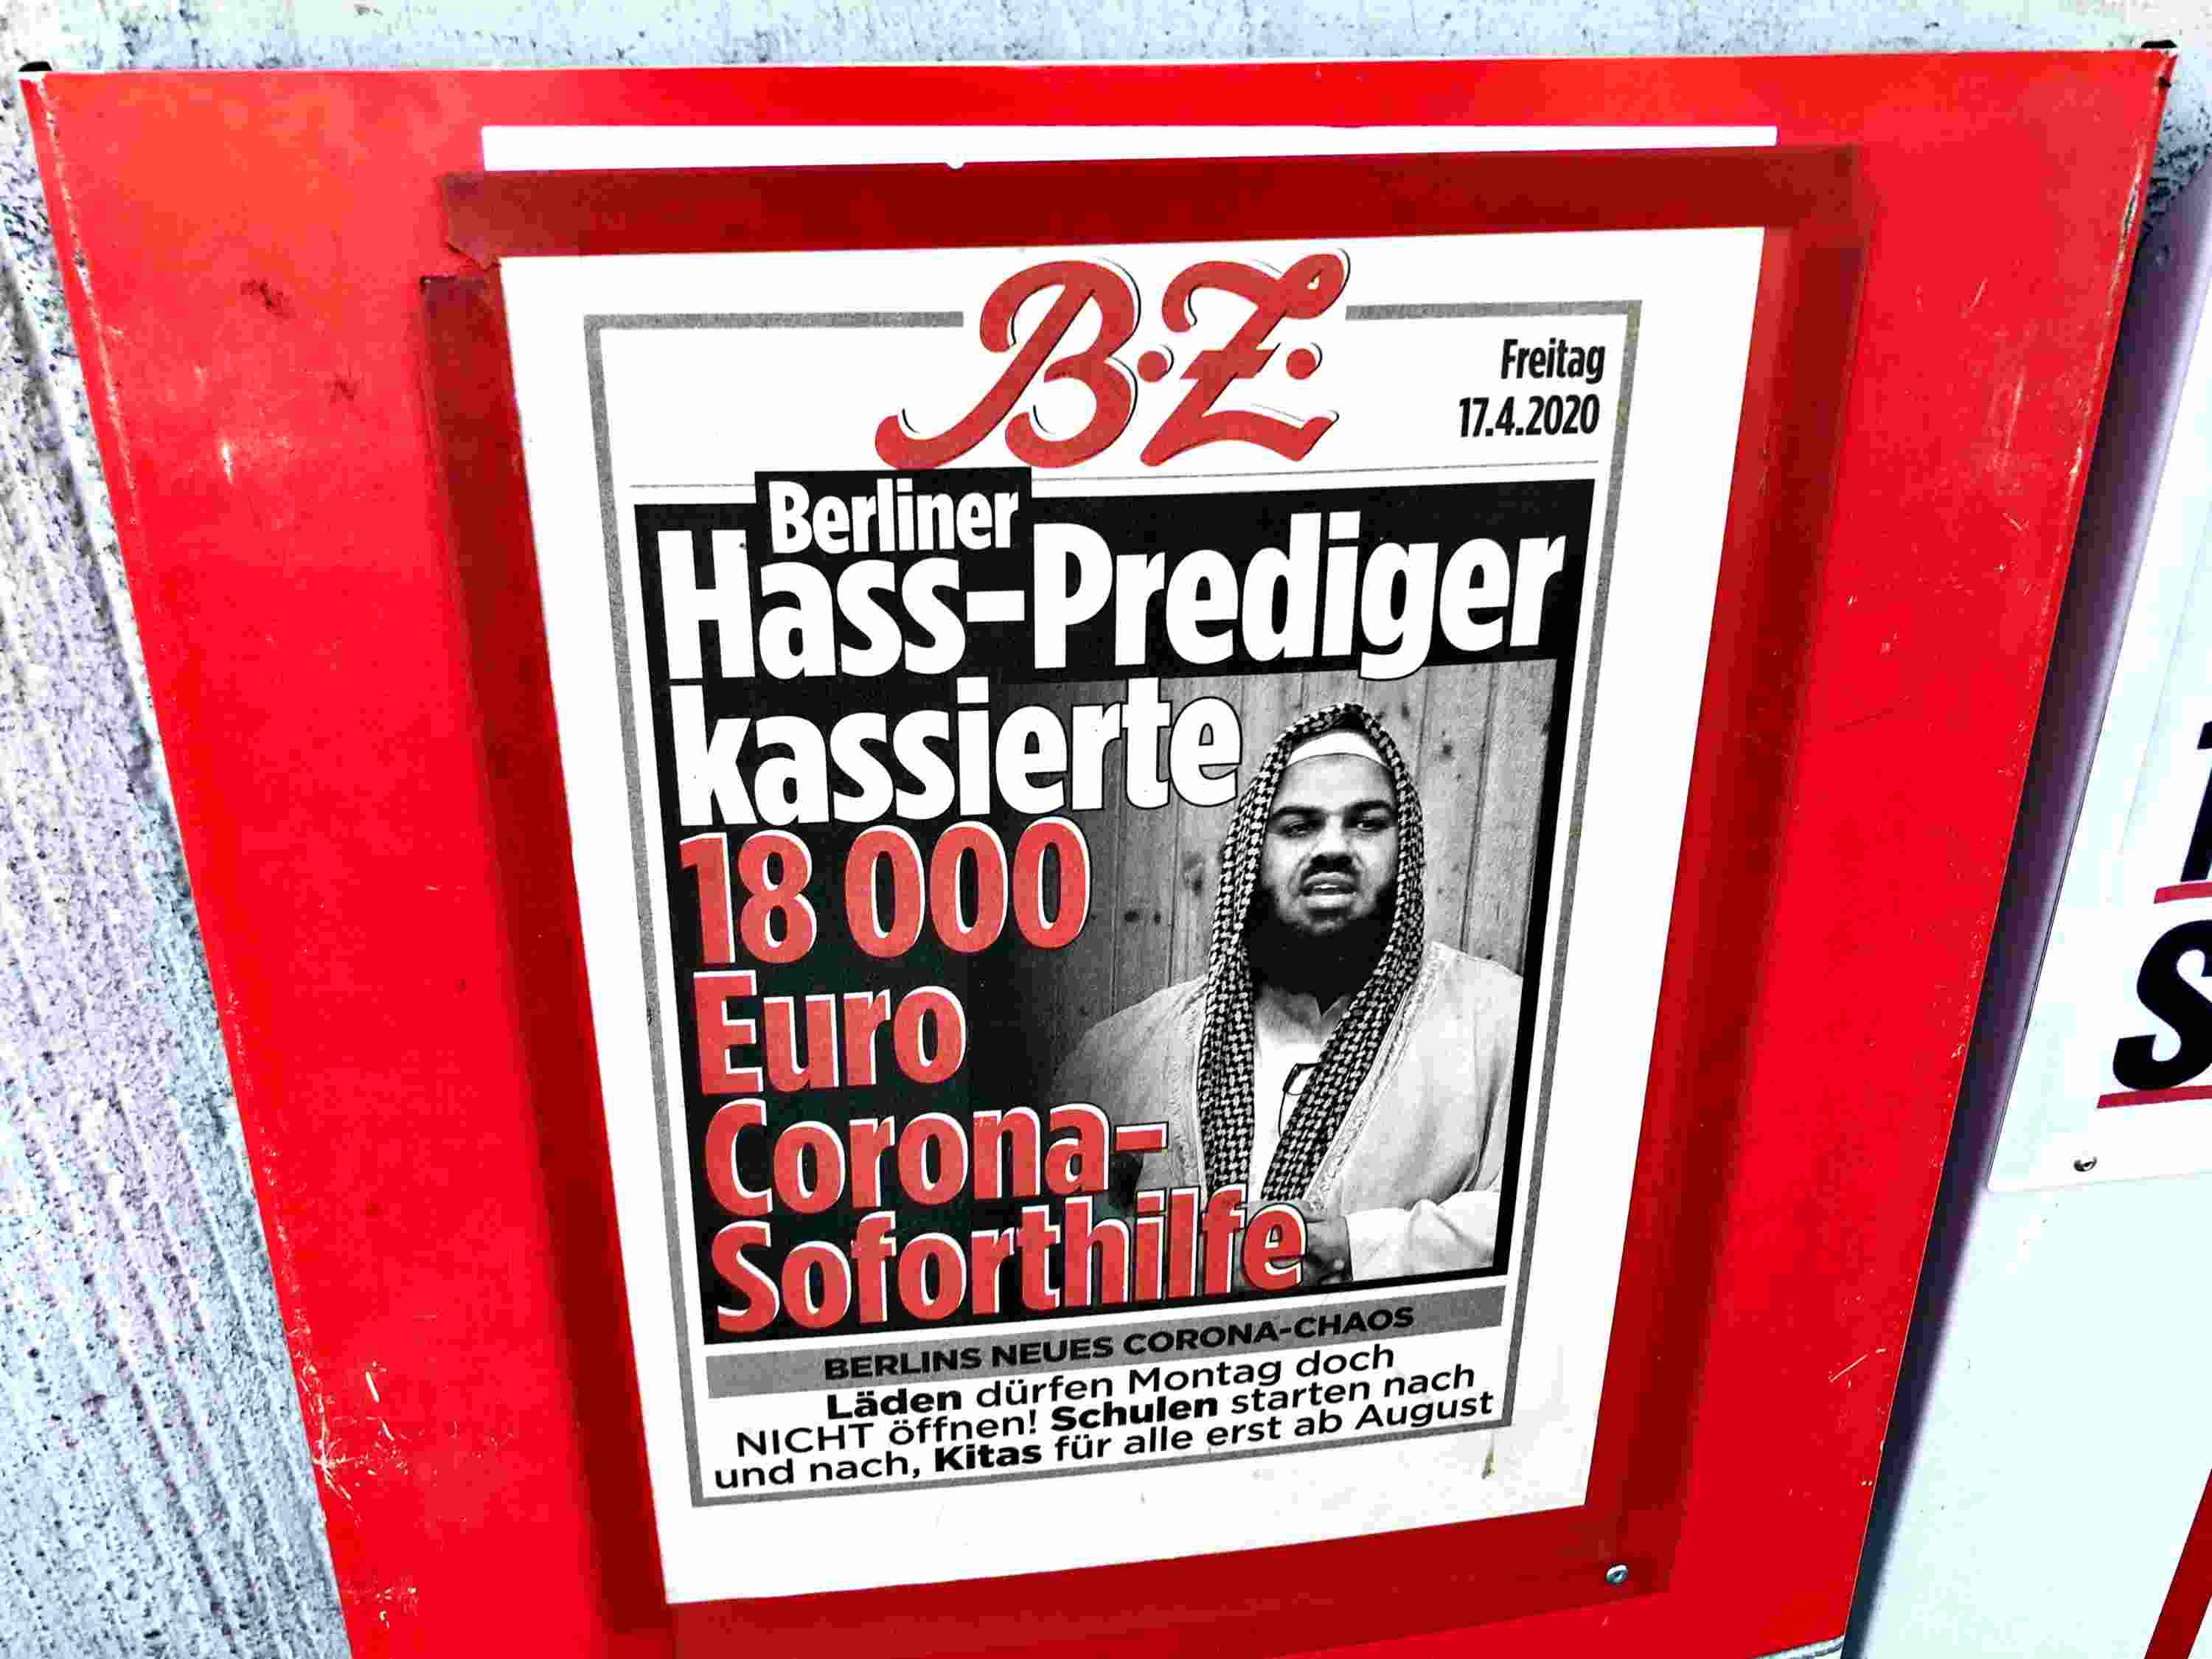 B.Z.
Freitag
17.4.2020
Berliner
Hass-Prediger
kassierte
18 000
Euro
Corona-
Soforthilfe
BERLINS NEUES CORONA-CHAOS
Läden dürfen Montag doch
NICHT öffnen! Schulen starten nach
und nach, Kitas für alle erst ab August
S